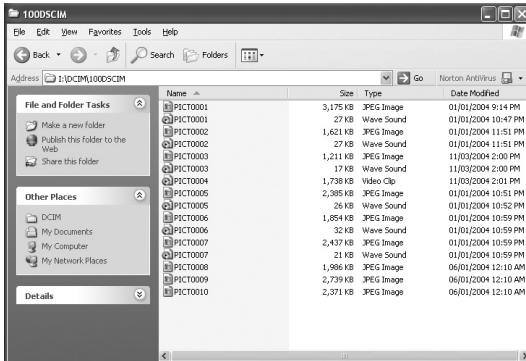 100DSCIM
File Edit View Favorites Tools Help
Back Search Folders
Address I:\DCIM\100DSCIM Go Norton AntiVirus
File and Folder Tasks
Make a new folder
Publish this folder to the
Web
Share this folder
Other Places
DCIM
My Documents
My Computer
My Network Places
Details
Name Size Type Date Modified
PICT0001 3,175 KB JPEG Image 01/01/2004 9:14 PM
PICT0001 27 KB Wave Sound 01/01/2004 10:47 PM
PICT0002 1,621 KB JPEG Image 01/01/2004 11:51 PM
PICT0002 27 KB Wave Sound 01/01/2004 11:51 PM
PICT0003 1,211 KB JPEG Image 11/03/2004 2:00 PM
PICT0003 17 KB Wave Sound 11/03/2004 2:00 PM
PICT0004 1,738 KB Video Clip 11/03/2004 2:01 PM
PICT0005 2,385 KB JPEG Image 01/01/2004 10:51 PM
PICT0005 26 KB Wave Sound 01/01/2004 10:52 PM
PICT0006 1,854 KB JPEG Image 01/01/2004 10:59 PM
PICT0006 32 KB Wave Sound 01/01/2004 10:59 PM
PICT0007 2,437 KB JPEG Image 01/01/2004 10:59 PM
PICT0007 21 KB Wave Sound 01/01/2004 10:59 PM
PICT0008 1,986 KB JPEG Image 06/01/2004 12:10 AM
PICT0009 2,739 KB JPEG Image 06/01/2004 12:10 AM
PICT0010 2,371 KB JPEG Image 06/01/2004 12:10 AM